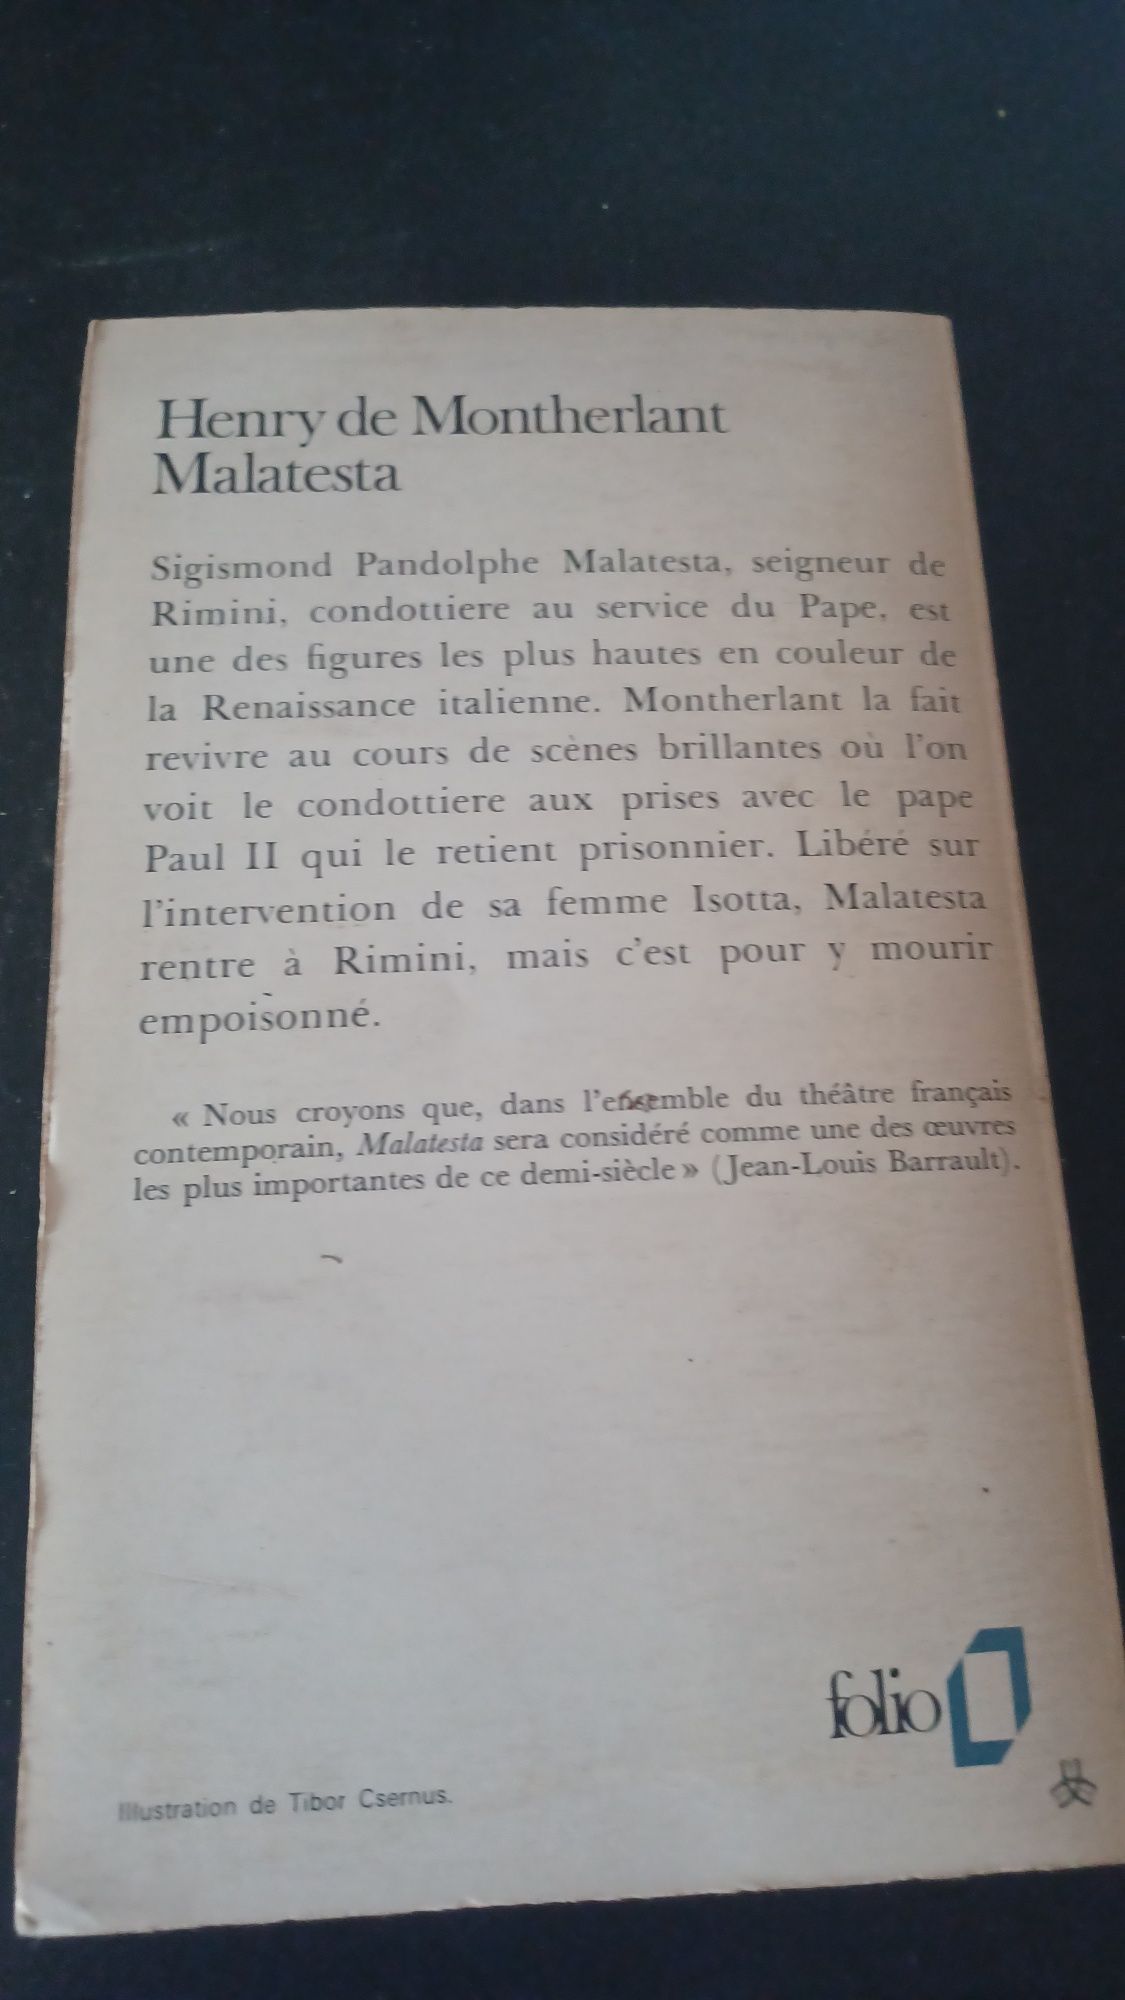 Henry de Montherlant
Malatesta
Sigismond Pandolphe Malatesta, seigneur de
Rimini, condottiere au service du Pape, est
une des figures les plus hautes en couleur de
la Renaissance italienne. Montherlant la fait
revivre au cours de scènes brillantes où l'on
voit le condottiere aux prises avec le pape
Paul II qui le retient prisonnier. Libéré sur
l'intervention de sa femme Isotta, Malatesta
rentre à Rimini, mais c'est pour y mourir
empoisonné.
« Nous croyons que, dans l'ensemble du théâtre français
contemporain, Malatesta sera considéré comme une des œuvres
les plus importantes de ce demi-siècle » (Jean-Louis Barrault).
folio
Illustration de Tibor Csernus.